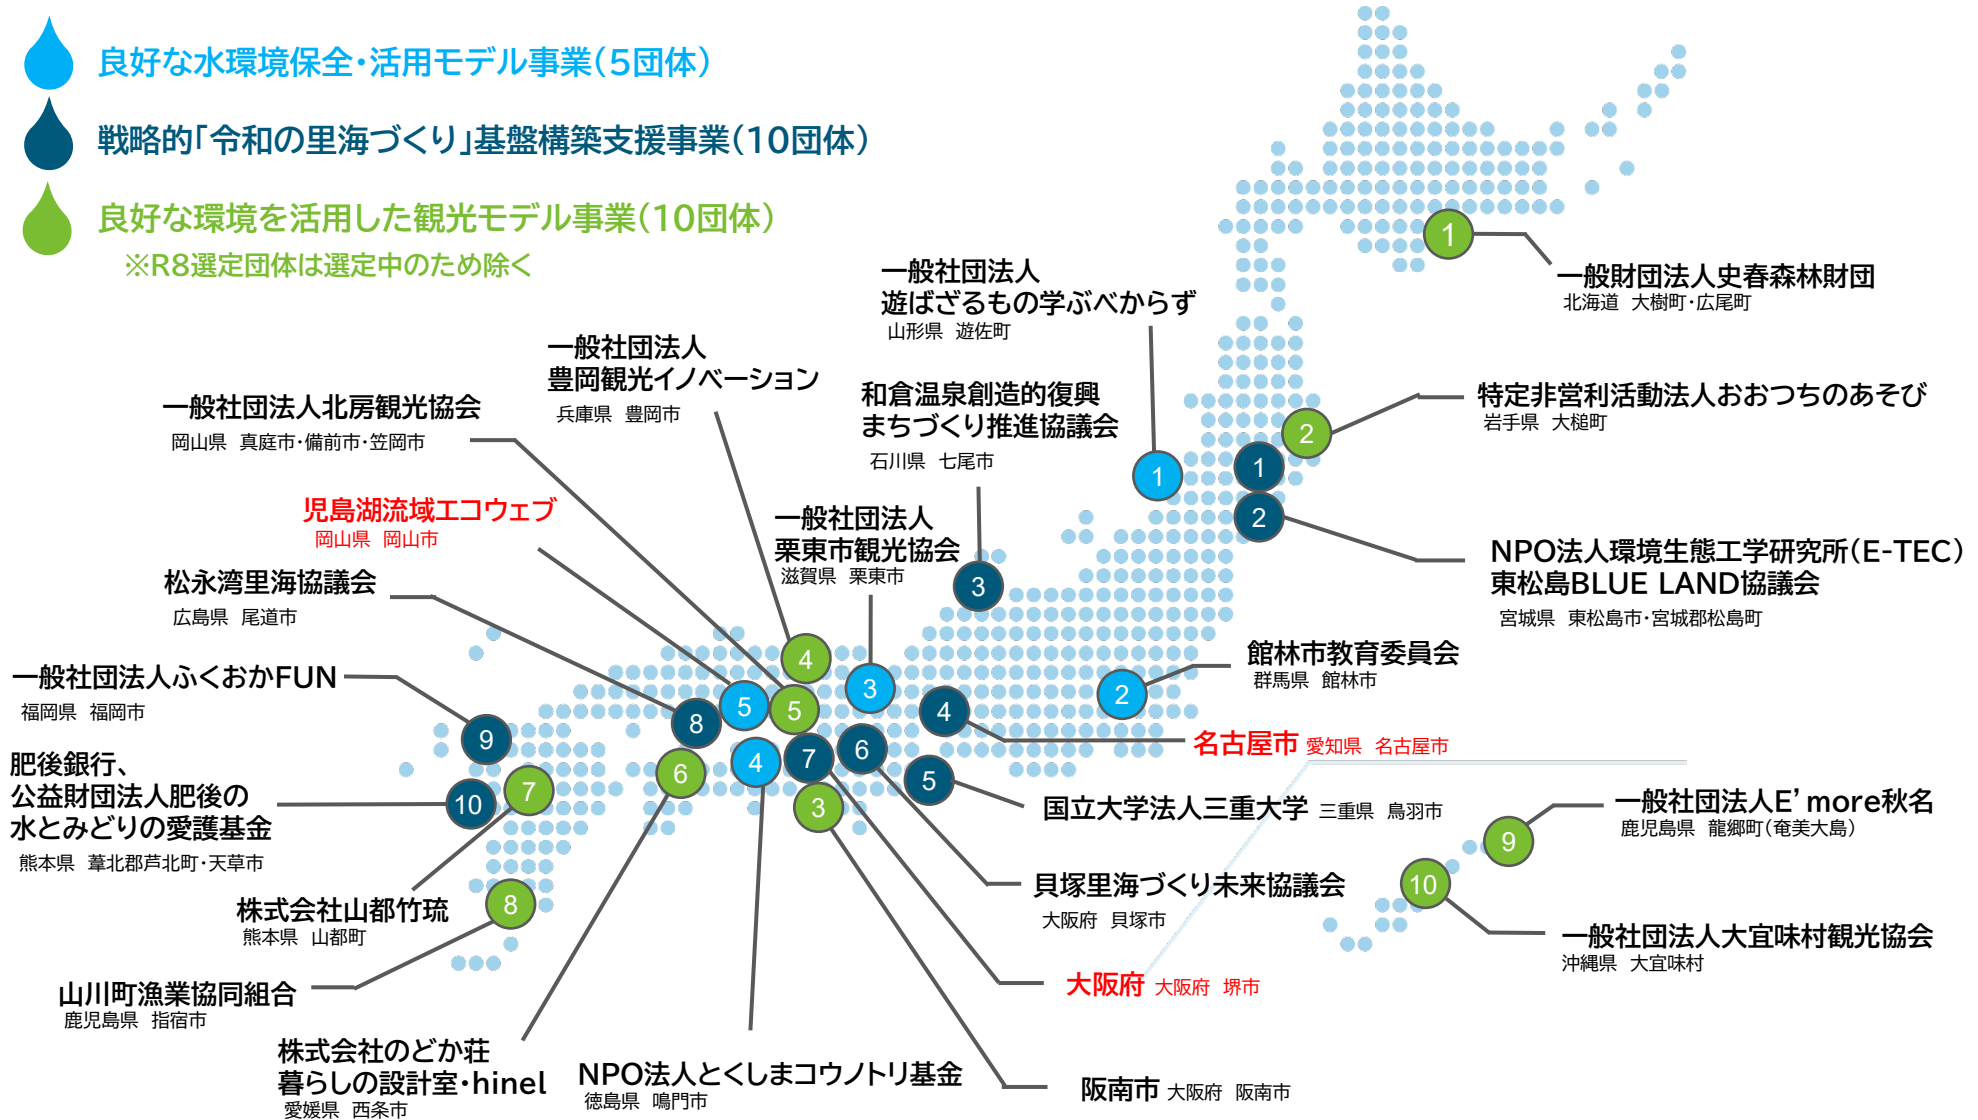 良好な水環境保全・活用モデル事業(5団体)
戦略的「令和の里海づくり」基盤構築支援事業(10団体)
良好な環境を活用した観光モデル事業(10団体)
※R8選定団体は選定中のため除く
1
一般財団法人史春森林財団
北海道 大樹町・広尾町
一般社団法人
遊ばざるもの学ぶべからず
山形県 遊佐町
一般社団法人
豊岡観光イノベーション
兵庫県 豊岡市
和倉温泉創造的復興
まちづくり推進協議会
石川県 七尾市
特定非営利活動法人おおつちのあそび
岩手県 大槌町
一般社団法人北房観光協会
岡山県 真庭市・備前市・笠岡市
2
1
1
2
児島湖流域エコウェブ
岡山県 岡山市
一般社団法人
栗東市観光協会
滋賀県 栗東市
NPO法人環境生態工学研究所(E-TEC)
東松島BLUE LAND協議会
宮城県 東松島市・宮城郡松島町
松永湾里海協議会
広島県 尾道市
3
館林市教育委員会
群馬県 館林市
一般社団法人ふくおかFUN
福岡県 福岡市
4
3
2
5
5
8
4
9
7
6
4
名古屋市 愛知県 名古屋市
肥後銀行、
公益財団法人肥後の
水とみどりの愛護基金
熊本県 葦北郡芦北町・天草市
10
7
6
3
5
国立大学法人三重大学 三重県 鳥羽市
一般社団法人E’more秋名
鹿児島県 龍郷町(奄美大島)
9
10
8
貝塚里海づくり未来協議会
大阪府 貝塚市
株式会社山都竹琉
熊本県 山都町
一般社団法人大宜味村観光協会
沖縄県 大宜味村
大阪府 大阪府 堺市
山川町漁業協同組合
鹿児島県 指宿市
株式会社のどか荘
暮らしの設計室・hinel
愛媛県 西条市
NPO法人とくしまコウノトリ基金
徳島県 鳴門市
阪南市 大阪府 阪南市